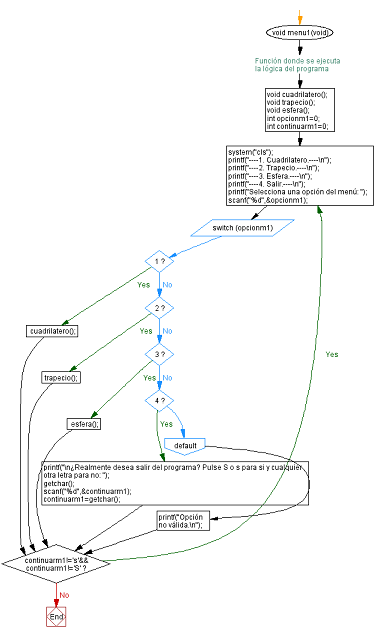 void menu1(void)
Función donde se ejecuta
la lógica del programa
void cuadrilatero();
void trapecio();
void esfera();
int opcionm1=0;
int continuarm1=0;
system("cls");
printf("----1. Cuadrilatero,----\n");
printf("----2. Trapecio,----\n");
printf("----3. Esfera,----\n");
printf("----4. Salir,----\n");
printf("Selecciona una opción del menú: ");
scanf("%d",&opcionm1);
switch (opcionm1)
1 ?
Yes
No
2 ?
Yes
No
cuadrilatero();
3 ?
Yes
No
Yes
trapecio();
4 ?
Yes
No
esfera();
default
printf("\n¿Realmente desea salir del programa? Pulse S o s para si y cualquier
otra letra para no: ");
getchar();
scanf("%d",&continuarm1);
continuarm1=getchar();
printf("Opción
no válida.\n");
continuarm1!='s'&&
continuarm1!='S' ?
No
End